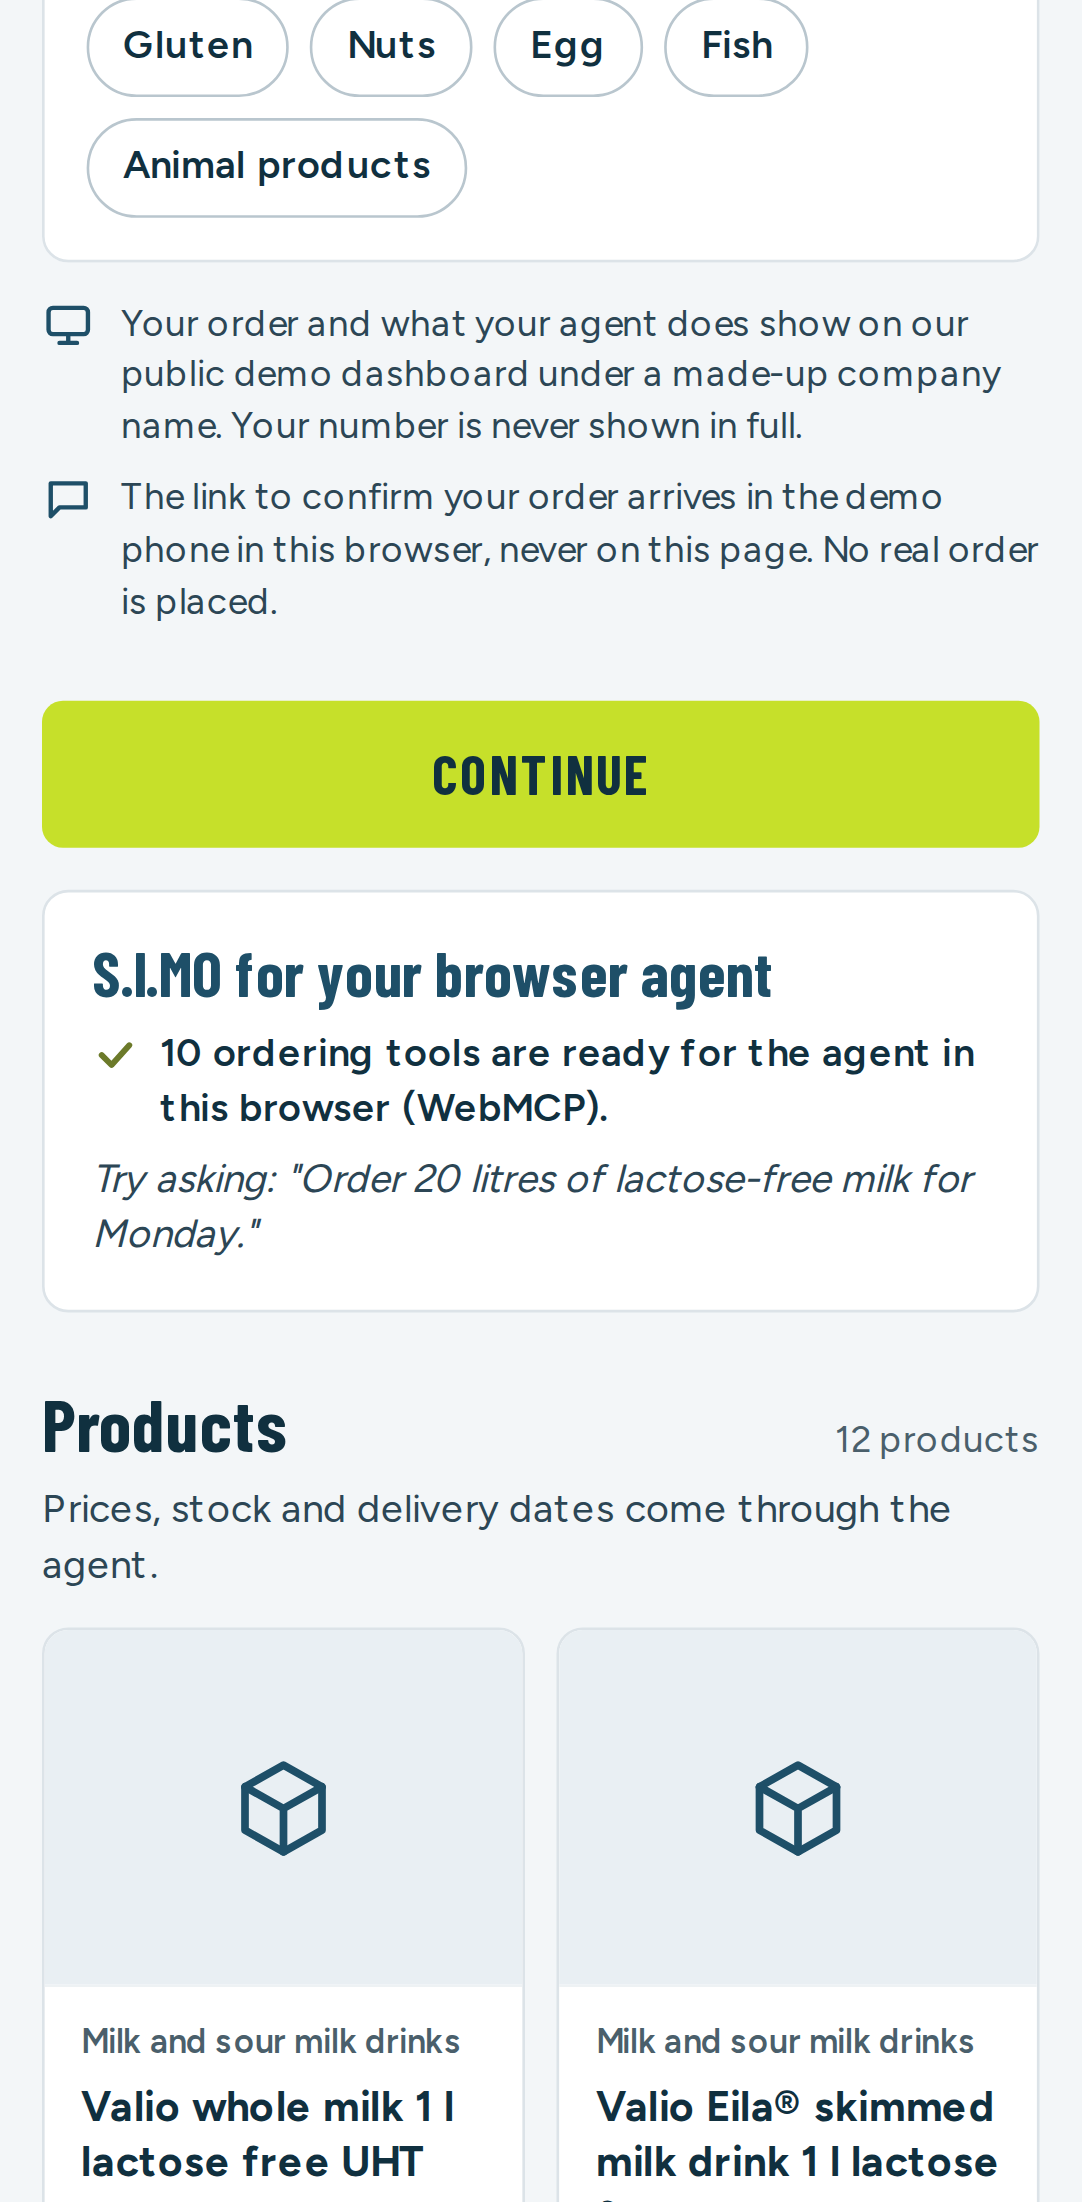 Gluten
Nuts
Egg
Fish
Animal products
Your order and what your agent does show on our
public demo dashboard under a made-up company
name. Your number is never shown in full.
The link to confirm your order arrives in the demo
phone in this browser, never on this page. No real order
is placed.
CONTINUE
S.I.MO for your browser agent
10 ordering tools are ready for the agent in
this browser (WebMCP).
Try asking: "Order 20 litres of lactose-free milk for
Monday."
Products
12 products
Prices, stock and delivery dates come through the
agent.
Milk and sour milk drinks
Valio whole milk 1 l
lactose free UHT
Milk and sour milk drinks
Valio Eila® skimmed
milk drink 1 l lactose